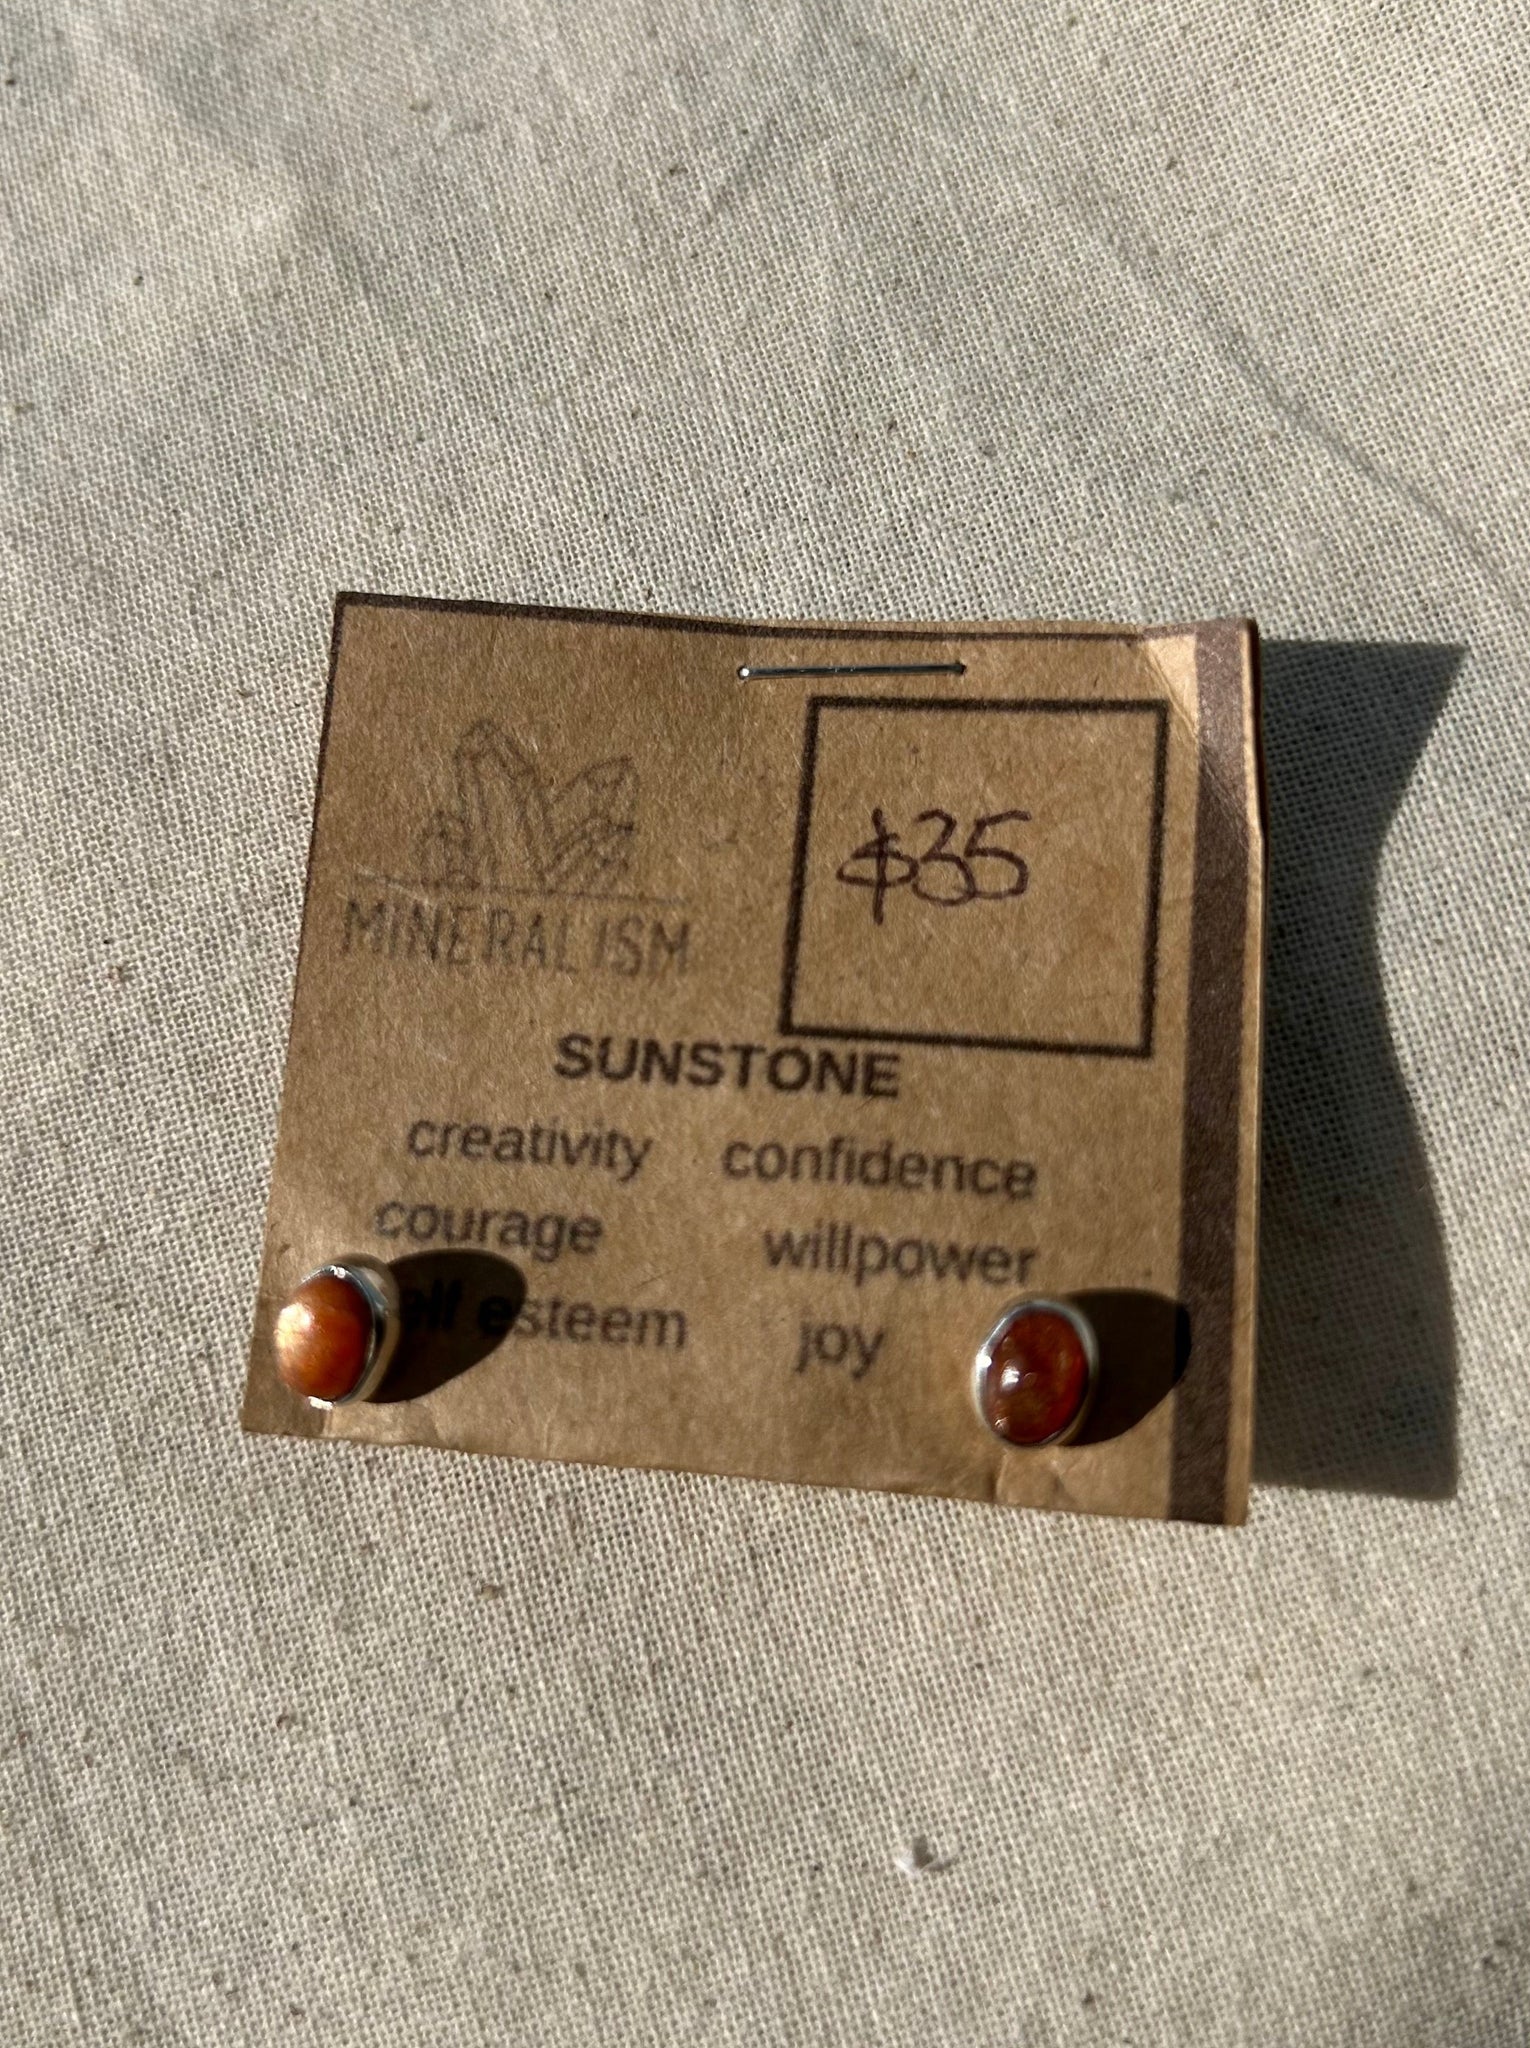 $35
MINERALISM
SUNSTONE
creativity confidence
courage willpower
esteem joy